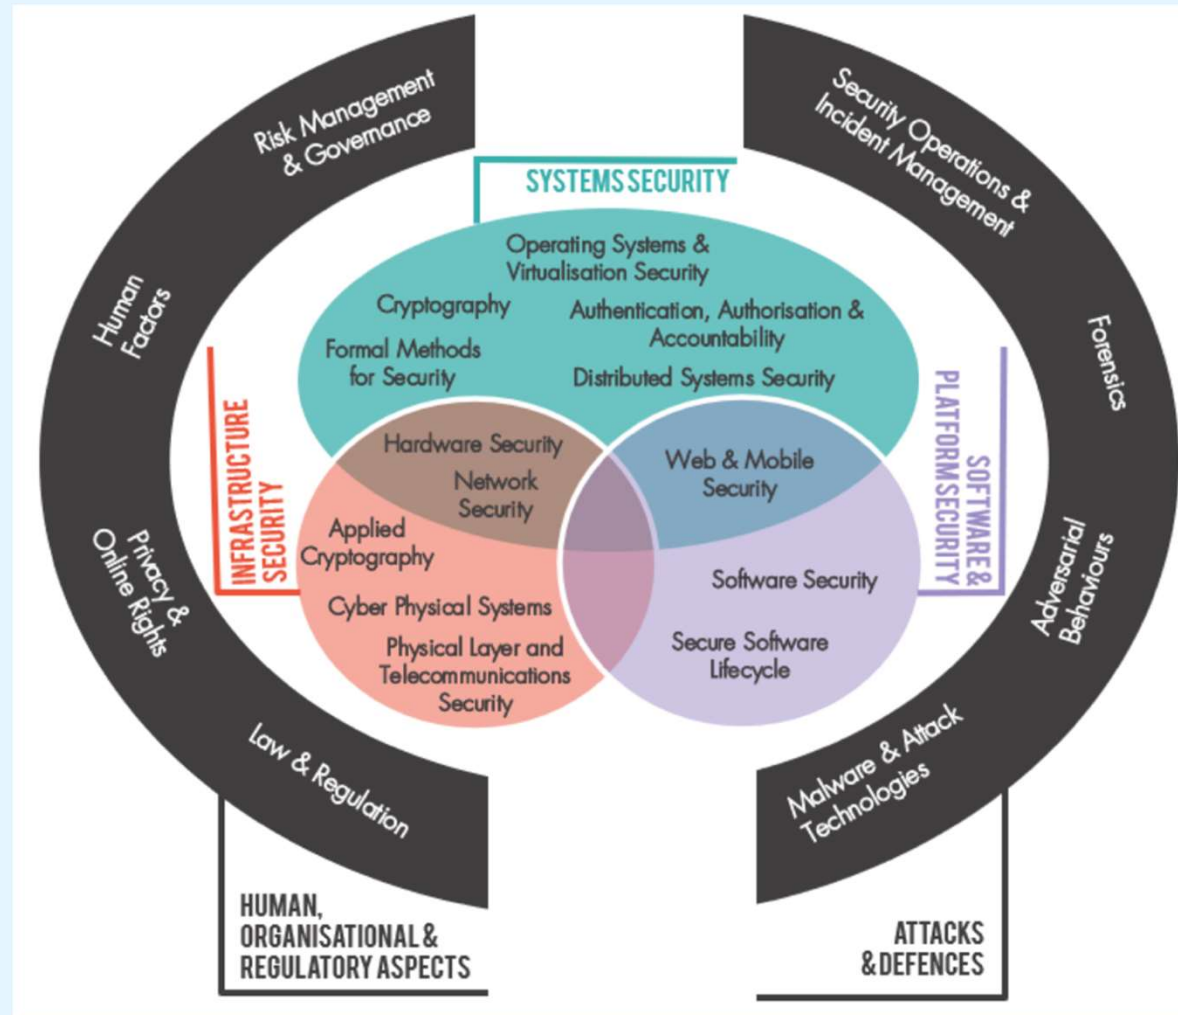 Risk Management
& Governance
Human
Factors
Privacy &
Online Rights
Law & Regulation
HUMAN,
ORGANISATIONAL &
REGULATORY ASPECTS
SYSTEMS SECURITY
Operating Systems &
Virtualisation Security
Cryptography
Authentication, Authorisation &
Accountability
Formal Methods
for Security
Distributed Systems Security
INFRASTRUCTURE
SECURITY
Hardware Security
Network
Security
Web & Mobile
Security
Applied
Cryptography
Cyber Physical Systems
Physical Layer and
Telecommunications
Security
Software Security
Secure Software
Lifecycle
SOFTWARE &
PLATFORM SECURITY
Security Operations &
Incident Management
Forensics
Adversarial
Behaviours
Malware & Attack
Technologies
ATTACKS
& DEFENCES